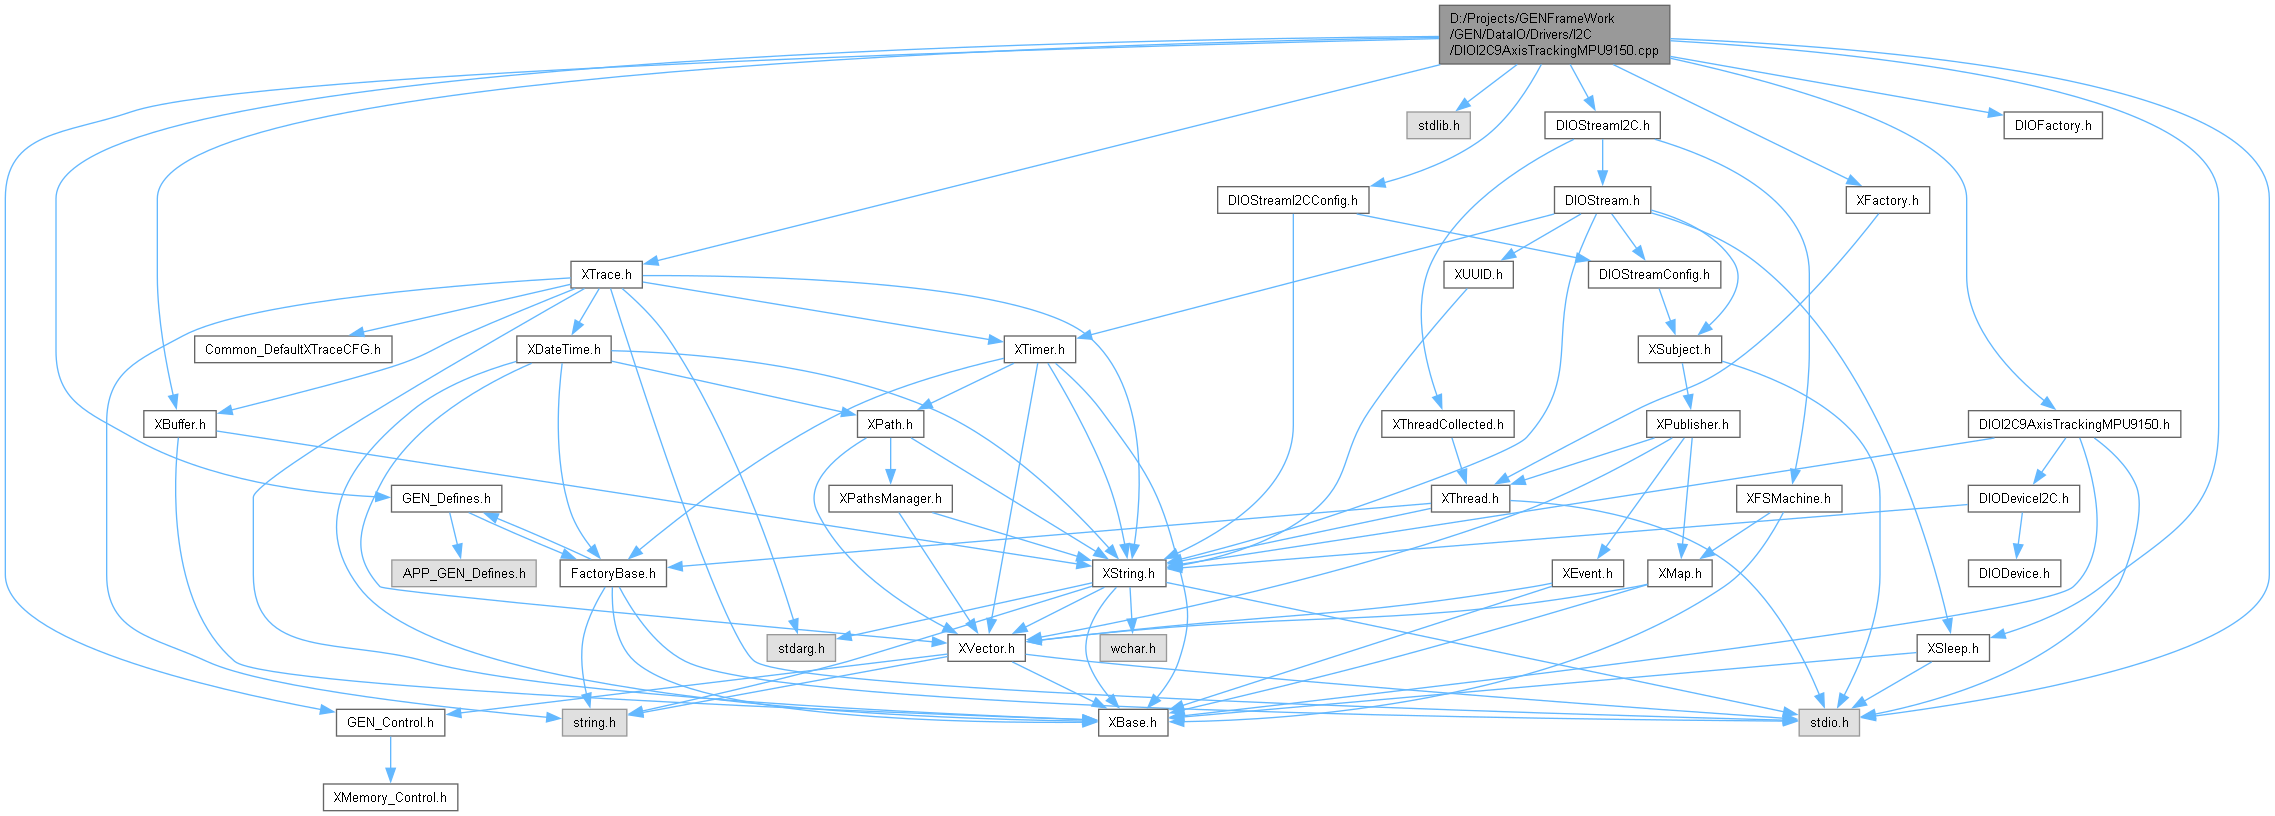 D:/Projects/GENFrameWork
/GEN/DataIO/Drivers/I2C
/DIOI2C9AxisTrackingMPU9150.cpp
stdlib.h
DIOStreamI2C.h
DIOFactory.h
DIOStreamI2CConfig.h
DIOStream.h
XFactory.h
XTrace.h
XUUID.h
DIOStreamConfig.h
Common_DefaultXTraceCFG.h
XDateTime.h
XTimer.h
XSubject.h
XBuffer.h
XPath.h
XThreadCollected.h
XPublisher.h
DIOI2C9AxisTrackingMPU9150.h
GEN_Defines.h
XPathsManager.h
XThread.h
XFSMachine.h
DIODeviceI2C.h
APP_GEN_Defines.h
FactoryBase.h
XString.h
XEvent.h
XMap.h
DIODevice.h
stdarg.h
XVector.h
wchar.h
XSleep.h
GEN_Control.h
string.h
XBase.h
stdio.h
XMemory_Control.h